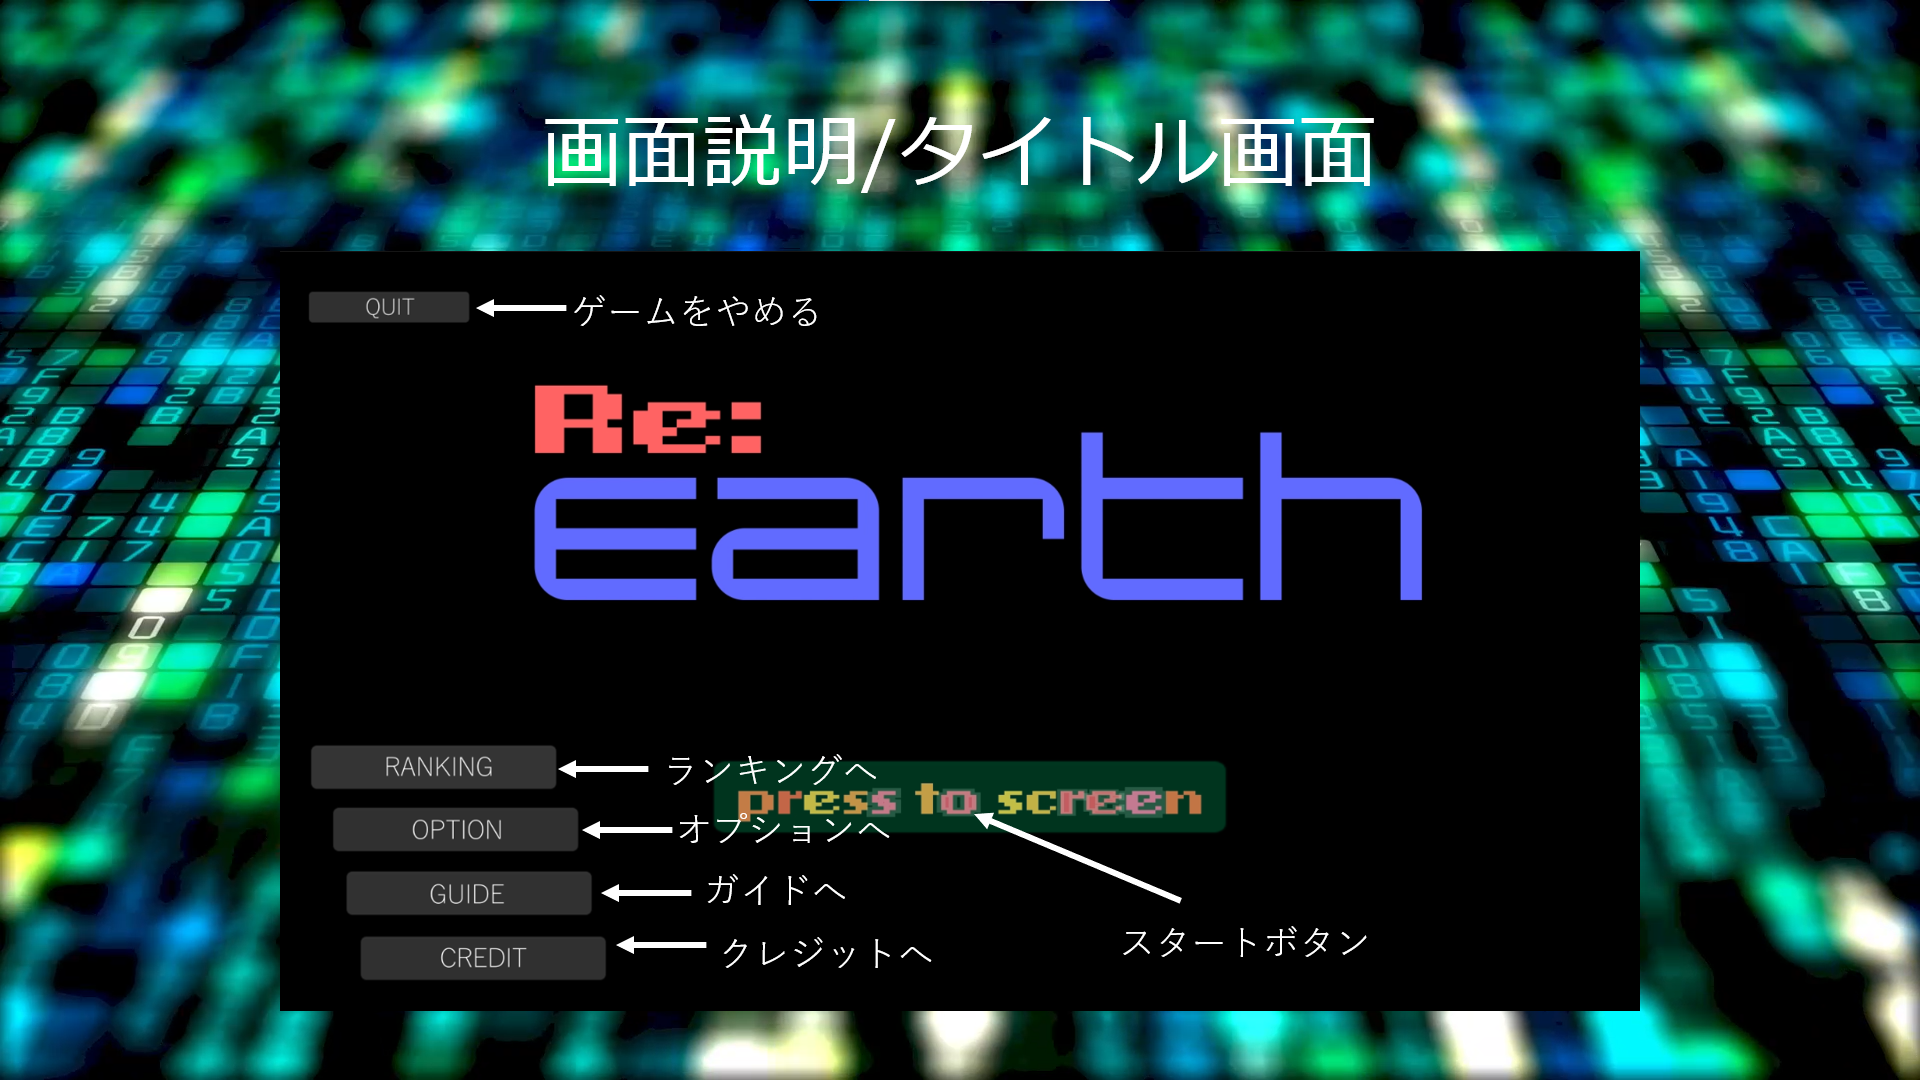 画面説明/タイトル画面
QUIT
ゲームをやめる
Re:
earth
RANKING
ランキングへ
press to screen
OPTION
オプションへ
GUIDE
ガイドへ
スタートボタン
CREDIT
クレジットへ